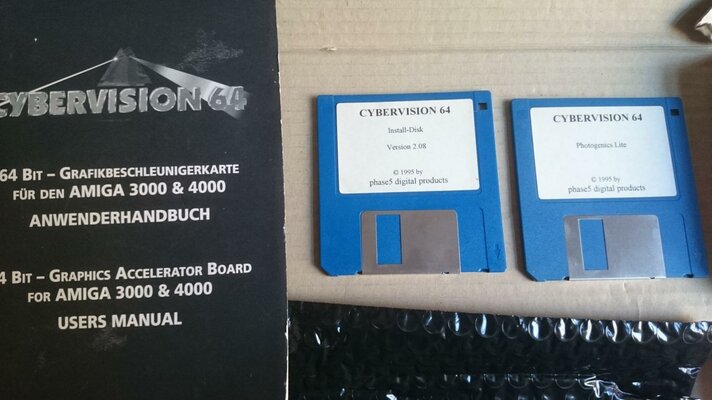 CYBERVISION 64
64 BIT – GRAFIKBESCHLEUNIGERKARTE
FÜR DEN AMIGA 3000 & 4000
ANWENDERHANDBUCH
4 BIT – GRAPHICS ACCELERATOR BOARD
FOR AMIGA 3000 & 4000
USERS MANUAL
CYBERVISION 64
Install-Disk
Version 2.08
© 1995 by
phase5 digital products
CYBERVISION 64
Photogenics Lite
© 1995 by
phase5 digital products